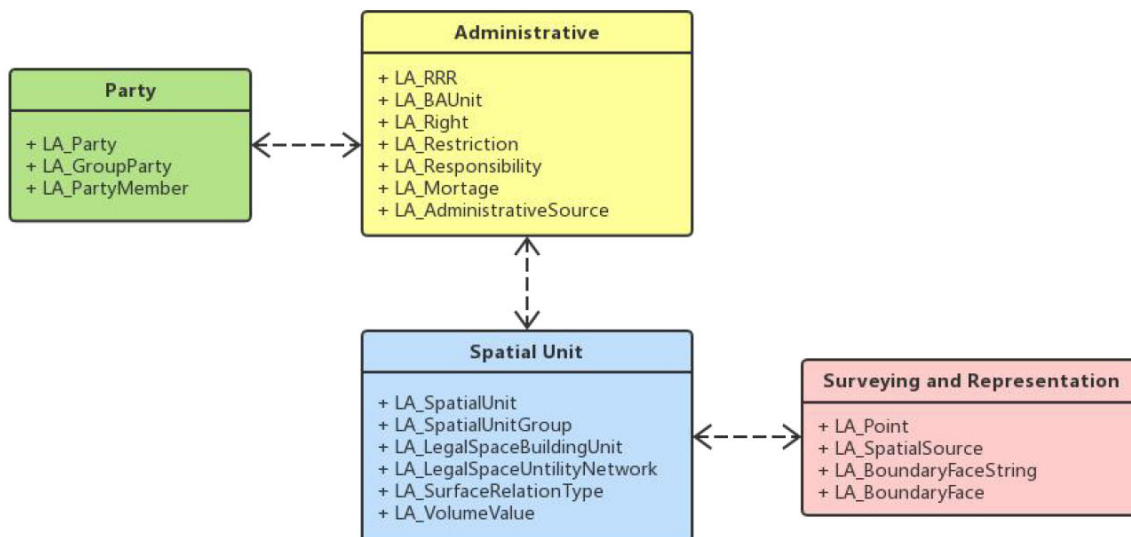 Party
+ LA_Party
+ LA_GroupParty
+ LA_PartyMember
Administrative
+ LA_RRR
+ LA_BAUnit
+ LA_Right
+ LA_Restriction
+ LA_Responsibility
+ LA_Mortage
+ LA_AdministrativeSource
Spatial Unit
+ LA_SpatialUnit
+ LA_SpatialUnitGroup
+ LA_LegalSpaceBuildingUnit
+ LA_LegalSpaceUntilityNetwork
+ LA_SurfaceRelationType
+ LA_VolumeValue
Surveying and Representation
+ LA_Point
+ LA_SpatialSource
+ LA_BoundaryFaceString
+ LA_BoundaryFace